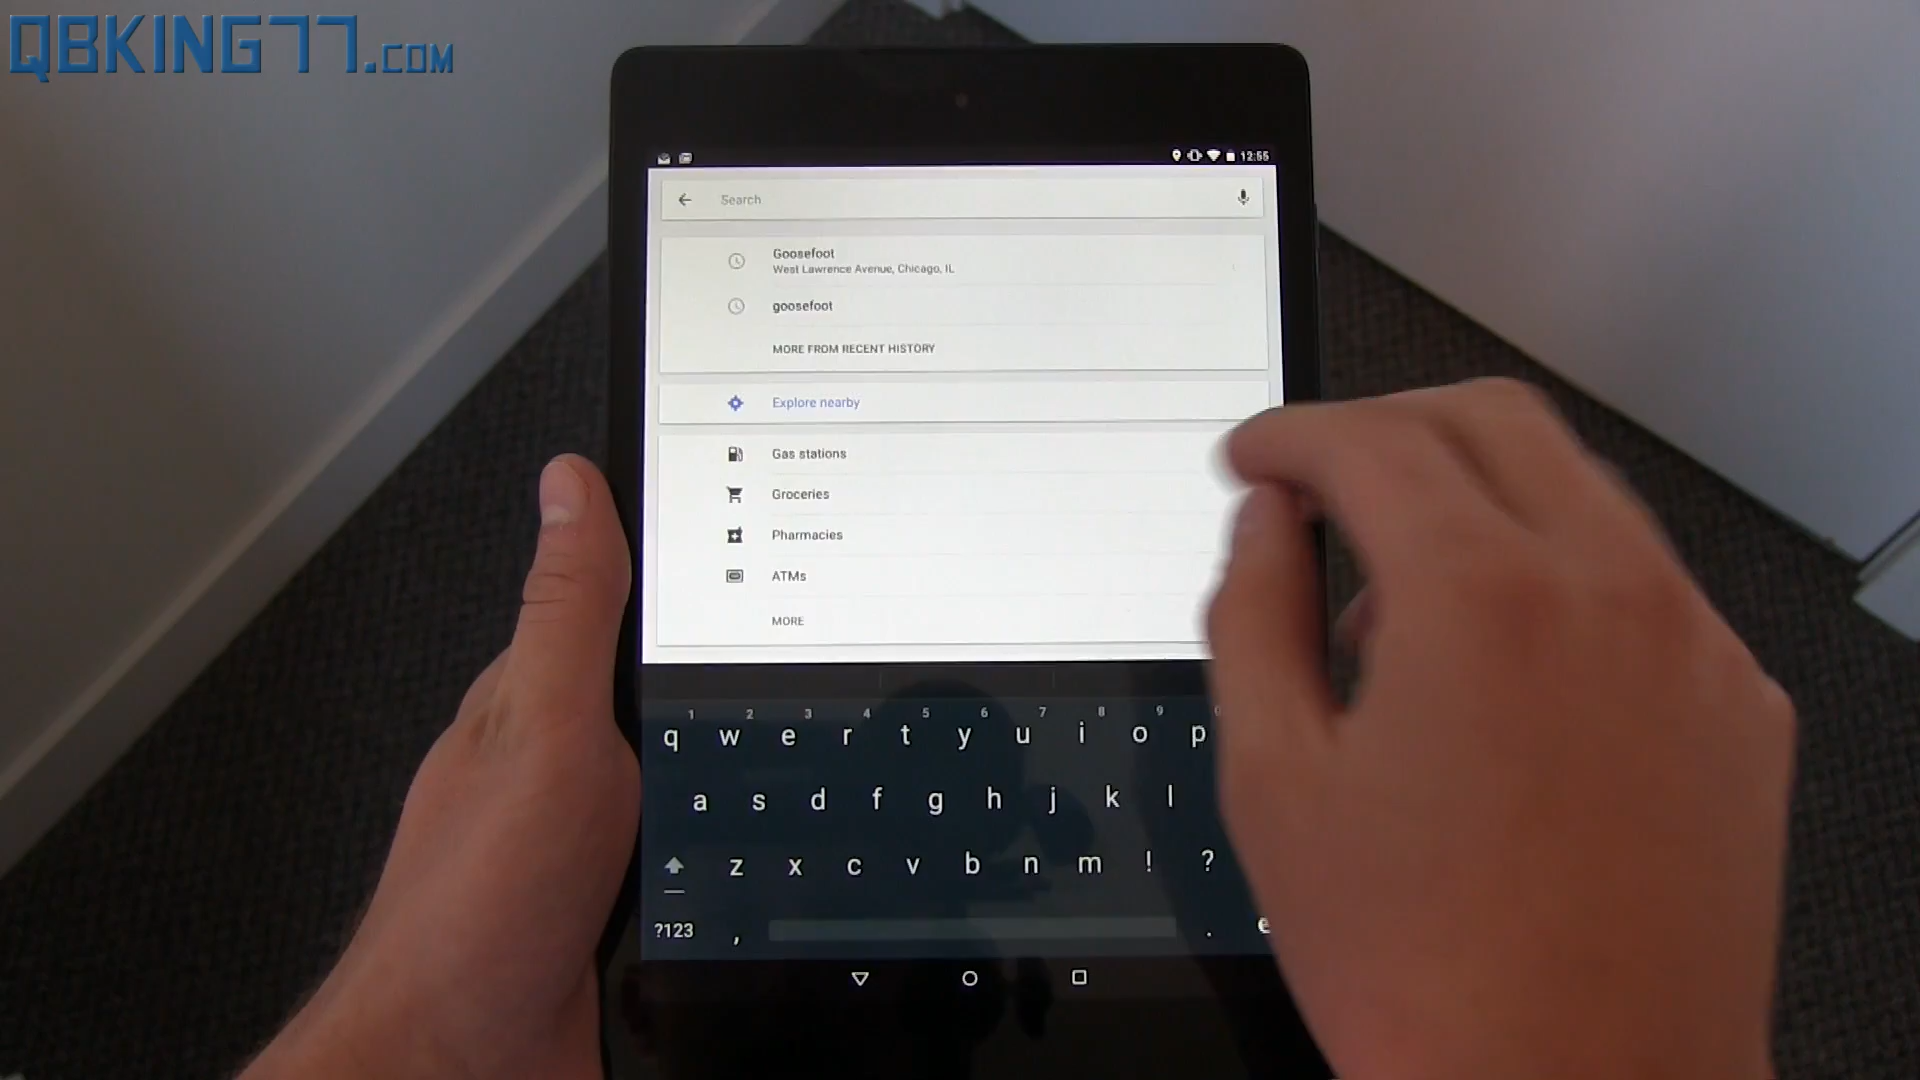 QBKING77.COM
12:55
Search
Goosefoot
West Lawrence Avenue, Chicago, IL
goosefoot
MORE FROM RECENT HISTORY
Explore nearby
Gas stations
Groceries
Pharmacies
ATMs
MORE
1 2 3 4 5 6 7 8 9
q w e r t y u i o p
a s d f g h j k l
z x c v b n m ! ?
?123 , .